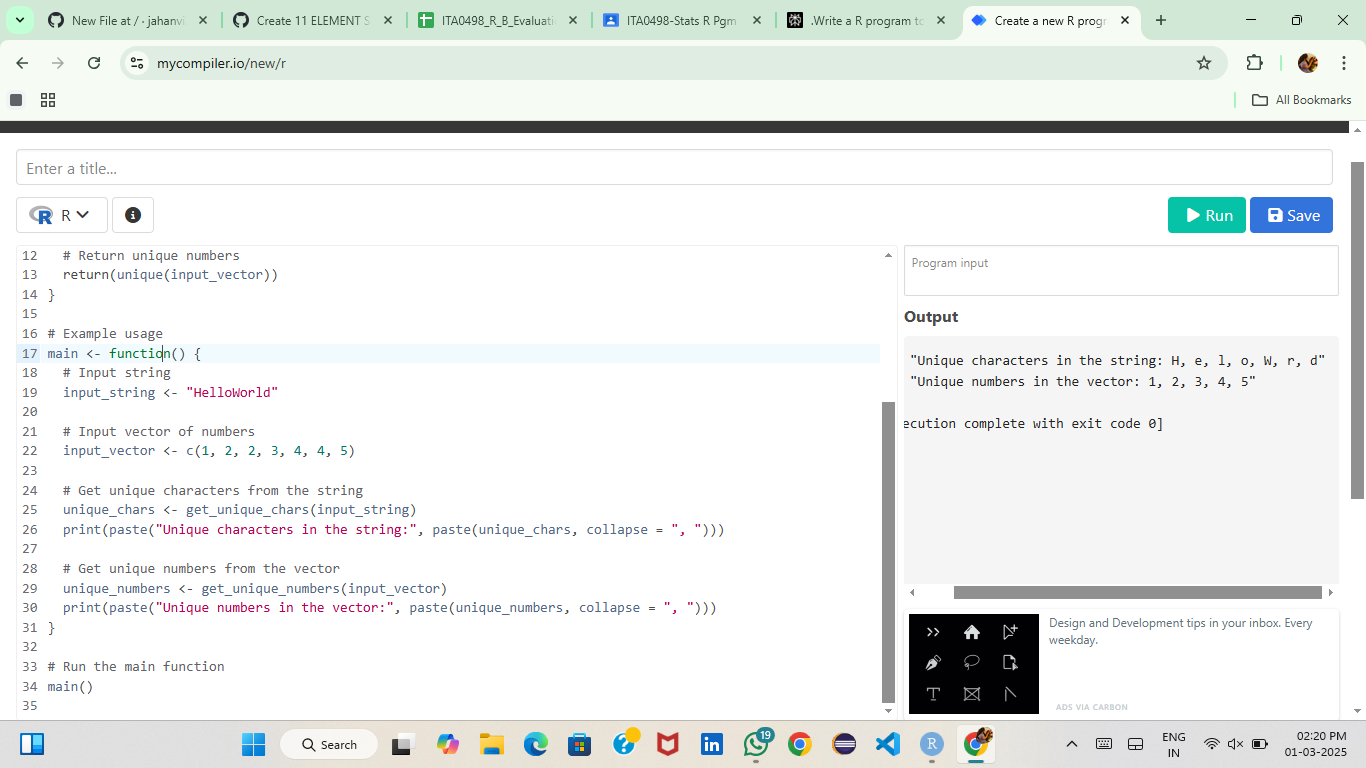 New File at / · jahanvi
Create 11 ELEMENT S
ITA0498_R_B_Evaluati
ITA0498-Stats R Pgm
.Write a R program to
Create a new R progr
mycompiler.io/new/r
All Bookmarks
Enter a title...
R
Run
Save
12 # Return unique numbers
13 return(unique(input_vector))
14 }
15
16 # Example usage
17 main <- function() {
18 # Input string
19 input_string <- "HelloWorld"
20
21 # Input vector of numbers
22 input_vector <- c(1, 2, 2, 3, 4, 4, 5)
23
24 # Get unique characters from the string
25 unique_chars <- get_unique_chars(input_string)
26 print(paste("Unique characters in the string:", paste(unique_chars, collapse = ", ")))
27
28 # Get unique numbers from the vector
29 unique_numbers <- get_unique_numbers(input_vector)
30 print(paste("Unique numbers in the vector:", paste(unique_numbers, collapse = ", ")))
31 }
32
33 # Run the main function
34 main()
35
Program input
Output
"Unique characters in the string: H, e, l, o, W, r, d"
"Unique numbers in the vector: 1, 2, 3, 4, 5"
ecution complete with exit code 0]
Design and Development tips in your inbox. Every
weekday.
ADS VIA CARBON
Search
19
ENG
IN
02:20 PM
01-03-2025